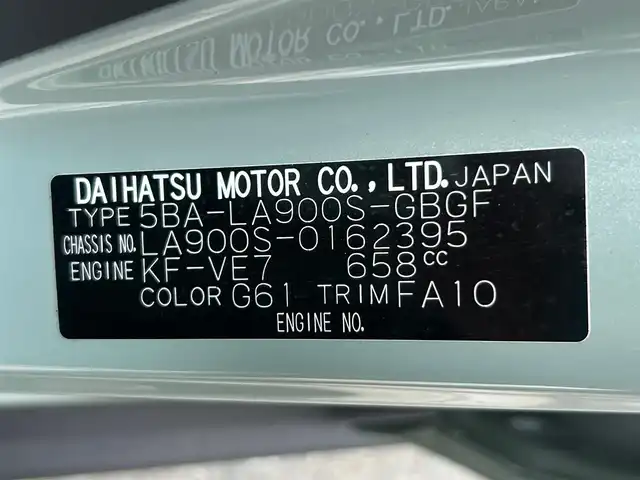 DAIHATSU MOTOR CO., LTD. JAPAN
TYPE 5BA-LA900S-GBGF
CHASSIS NO. LA900S-0162395
ENGINE KF-VE7 658cc
COLOR G61 TRIM FA10
ENGINE NO.